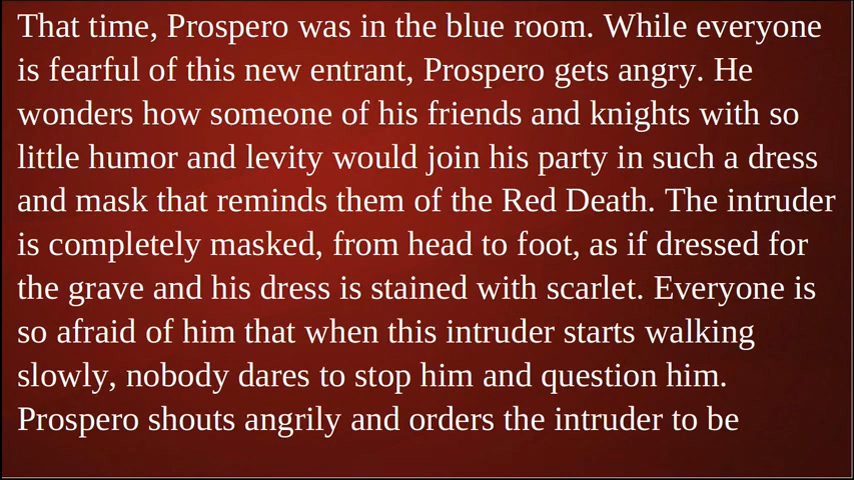 That time, Prospero was in the blue room. While everyone
is fearful of this new entrant, Prospero gets angry. He
wonders how someone of his friends and knights with so
little humor and levity would join his party in such a dress
and mask that reminds them of the Red Death. The intruder
is completely masked, from head to foot, as if dressed for
the grave and his dress is stained with scarlet. Everyone is
so afraid of him that when this intruder starts walking
slowly, nobody dares to stop him and question him.
Prospero shouts angrily and orders the intruder to be